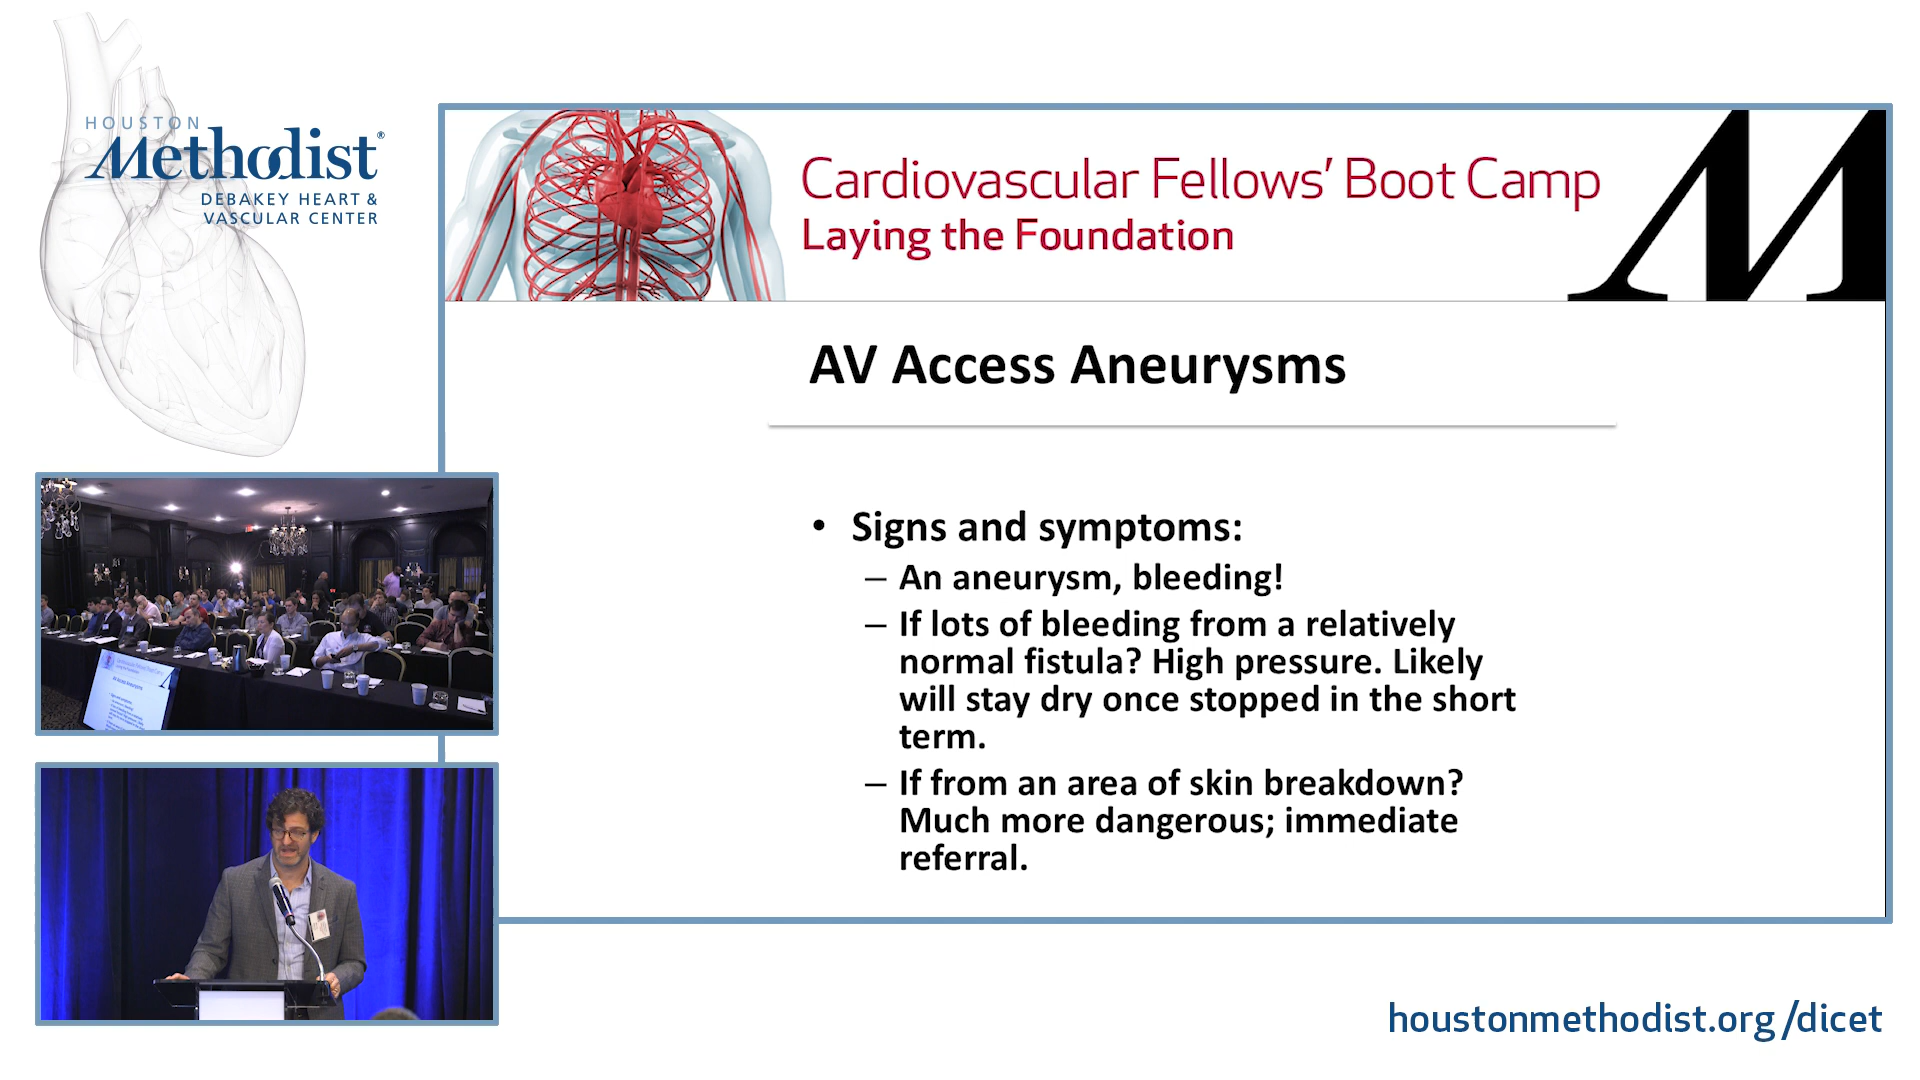 HOUSTON
Methodist®
DEBAKEY HEART &
VASCULAR CENTER
Cardiovascular Fellows' Boot Camp
Laying the Foundation
AV Access Aneurysms
• Signs and symptoms:
– An aneurysm, bleeding!
– If lots of bleeding from a relatively
normal fistula? High pressure. Likely
will stay dry once stopped in the short
term.
– If from an area of skin breakdown?
Much more dangerous; immediate
referral.
AV Access Aneurysms
houstonmethodist.org/dicet